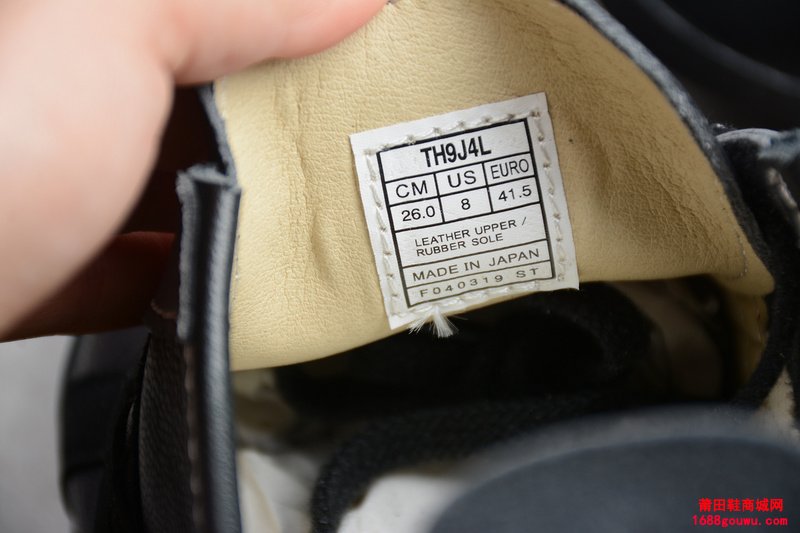 TH9J4L
CM US EURO
26.0 8 41.5
LEATHER UPPER /
RUBBER SOLE
MADE IN JAPAN
F040319 ST
莆田鞋商城网
1688gouwu.com